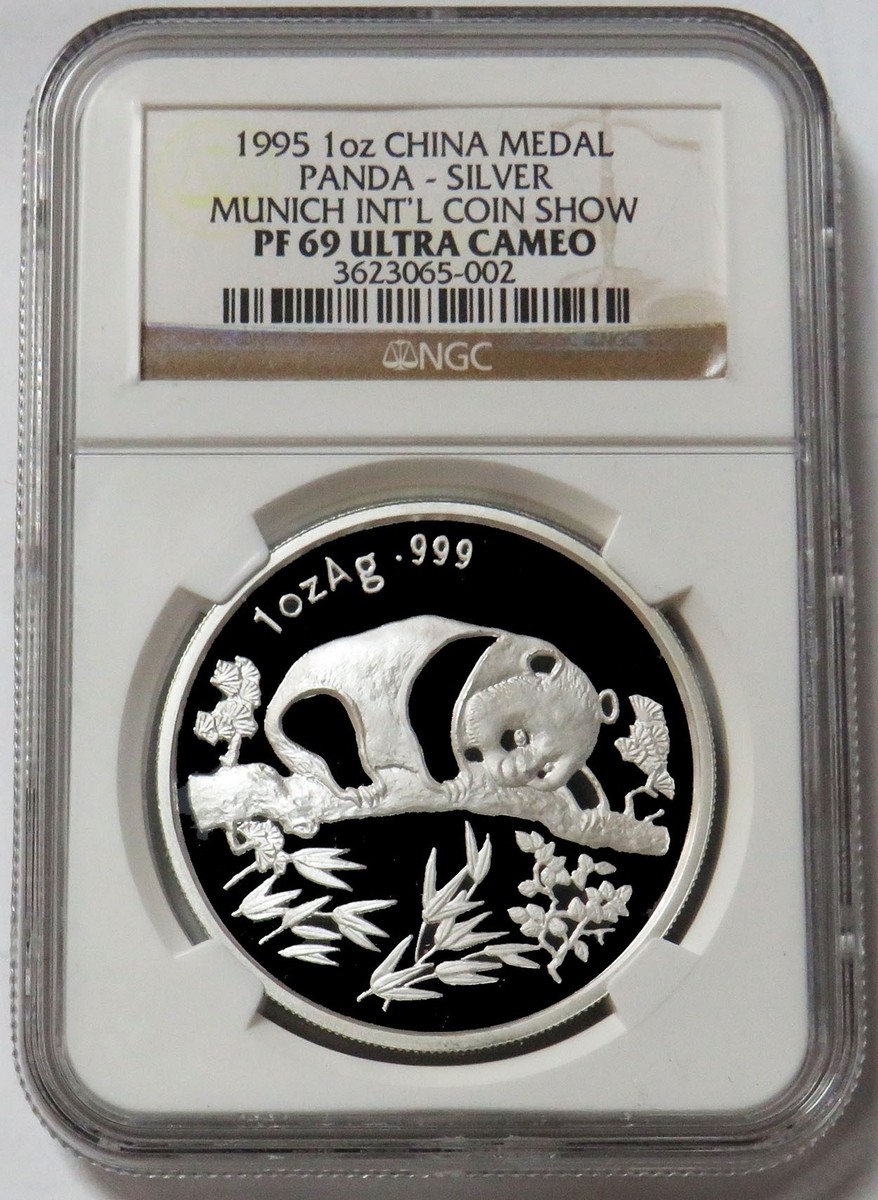 1995 1oz CHINA MEDAL
PANDA - SILVER
MUNICH INT'L COIN SHOW
PF 69 ULTRA CAMEO
3623065-002
NGC
1ozAg .999